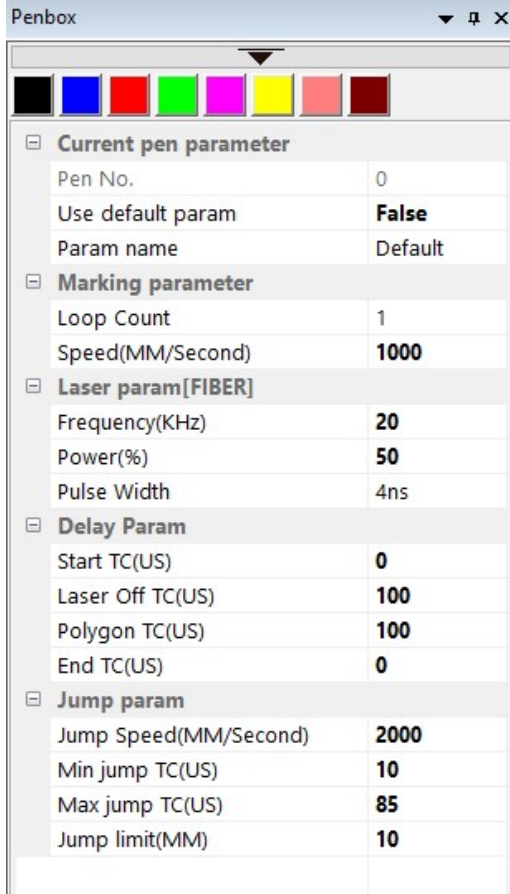 Penbox
Current pen parameter
Pen No. 0
Use default param False
Param name Default
Marking parameter
Loop Count 1
Speed(MM/Second) 1000
Laser param[FIBER]
Frequency(KHz) 20
Power(%) 50
Pulse Width 4ns
Delay Param
Start TC(US) 0
Laser Off TC(US) 100
Polygon TC(US) 100
End TC(US) 0
Jump param
Jump Speed(MM/Second) 2000
Min jump TC(US) 10
Max jump TC(US) 85
Jump limit(MM) 10